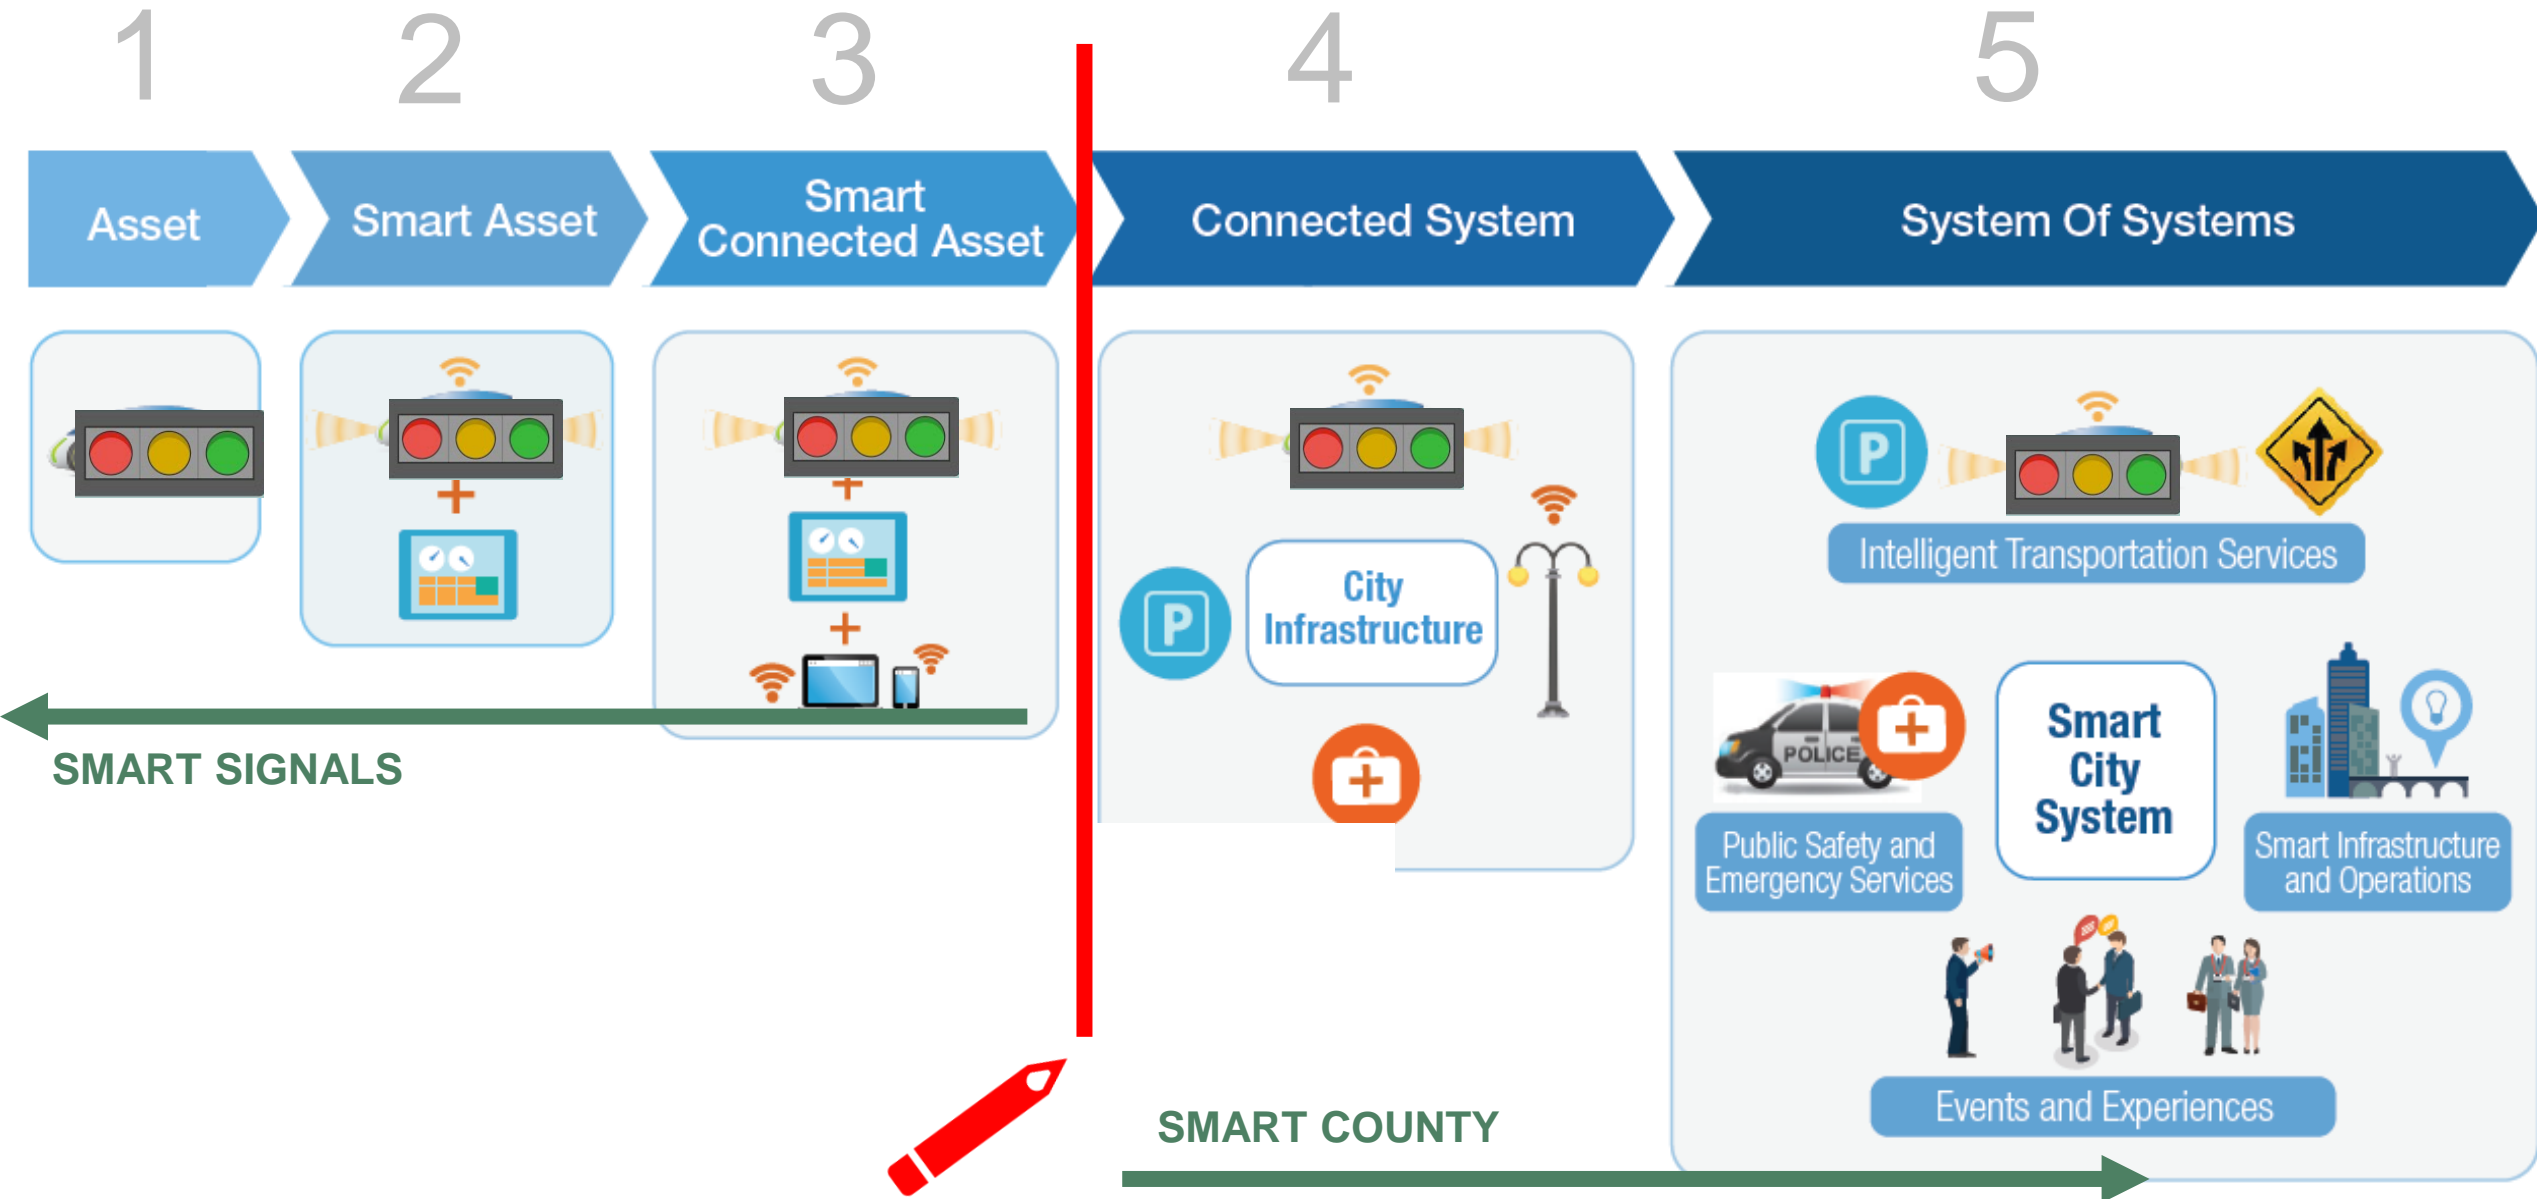 1
2
3
4
5
Asset
Smart Asset
Smart
Connected Asset
Connected System
System Of Systems
P
Intelligent Transportation Services
City
Infrastructure
P
SMART SIGNALS
POLICE
Smart
City
System
Public Safety and
Emergency Services
Smart Infrastructure
and Operations
Events and Experiences
SMART COUNTY